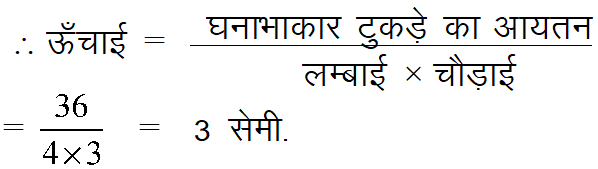 ∴ ऊँचाई = घनाभाकार टुकड़े का आयतन / लम्बाई × चौड़ाई
= 36 / 4×3 = 3 सेमी.